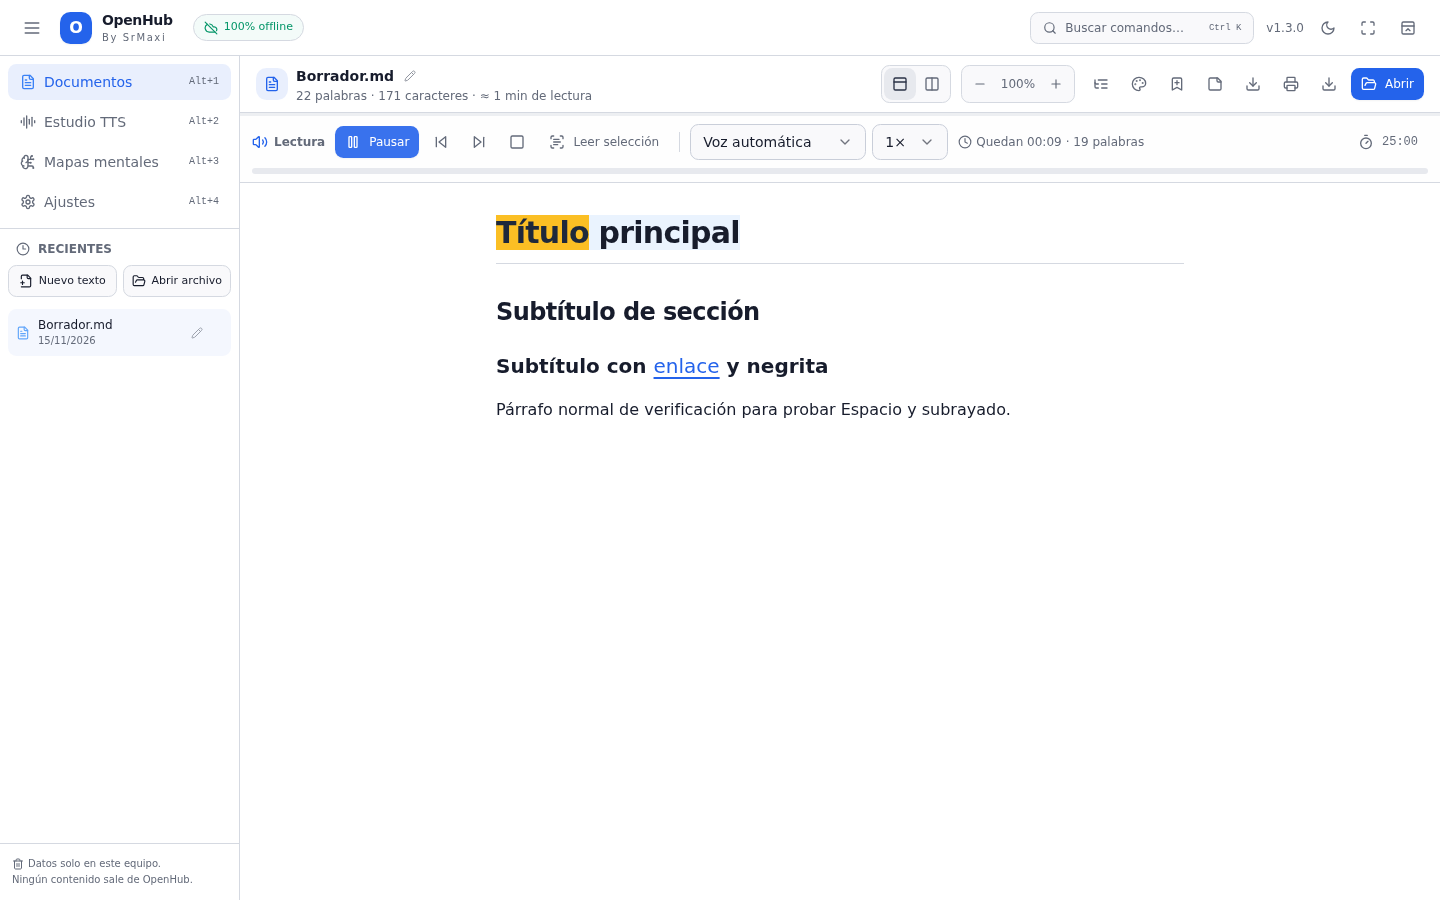 O
OpenHub
By SrMaxi
100% offline
Buscar comandos...
Ctrl K
v1.3.0
Documentos Alt+1
Estudio TTS Alt+2
Mapas mentales Alt+3
Ajustes Alt+4
RECIENTES
Nuevo texto
Abrir archivo
Borrador.md
15/11/2026
Datos solo en este equipo.
Ningún contenido sale de OpenHub.
Borrador.md
22 palabras · 171 caracteres · ≈ 1 min de lectura
100%
Abrir
Lectura
Pausar
Leer selección
Voz automática
1×
Quedan 00:09 · 19 palabras
25:00
Título principal
Subtítulo de sección
Subtítulo con enlace y negrita
Párrafo normal de verificación para probar Espacio y subrayado.